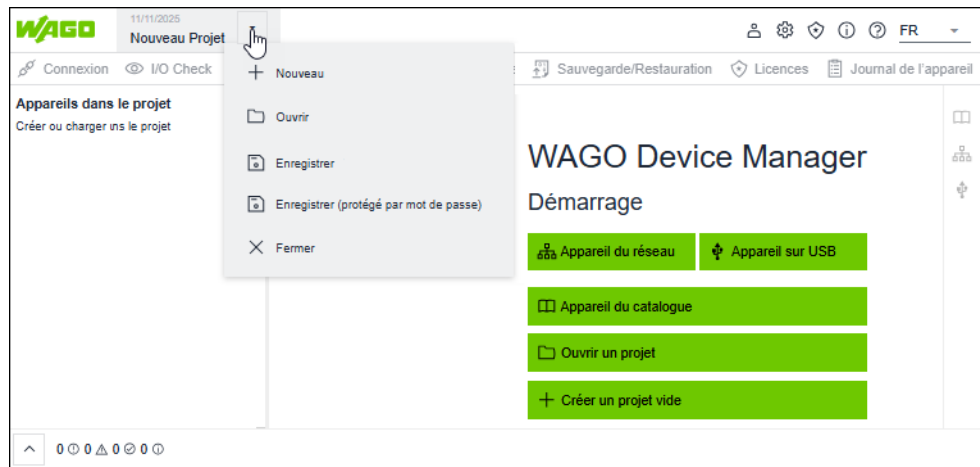 WAGO
11/11/2025
Nouveau Projet
FR
Connexion
I/O Check
Sauvegarde/Restauration
Licences
Journal de l'appareil
Nouveau
Ouvrir
Enregistrer
Enregistrer (protégé par mot de passe)
Fermer
Appareils dans le projet
Créer ou charger ıns le projet
WAGO Device Manager
Démarrage
Appareil du réseau
Appareil sur USB
Appareil du catalogue
Ouvrir un projet
Créer un projet vide
0 0 0 0